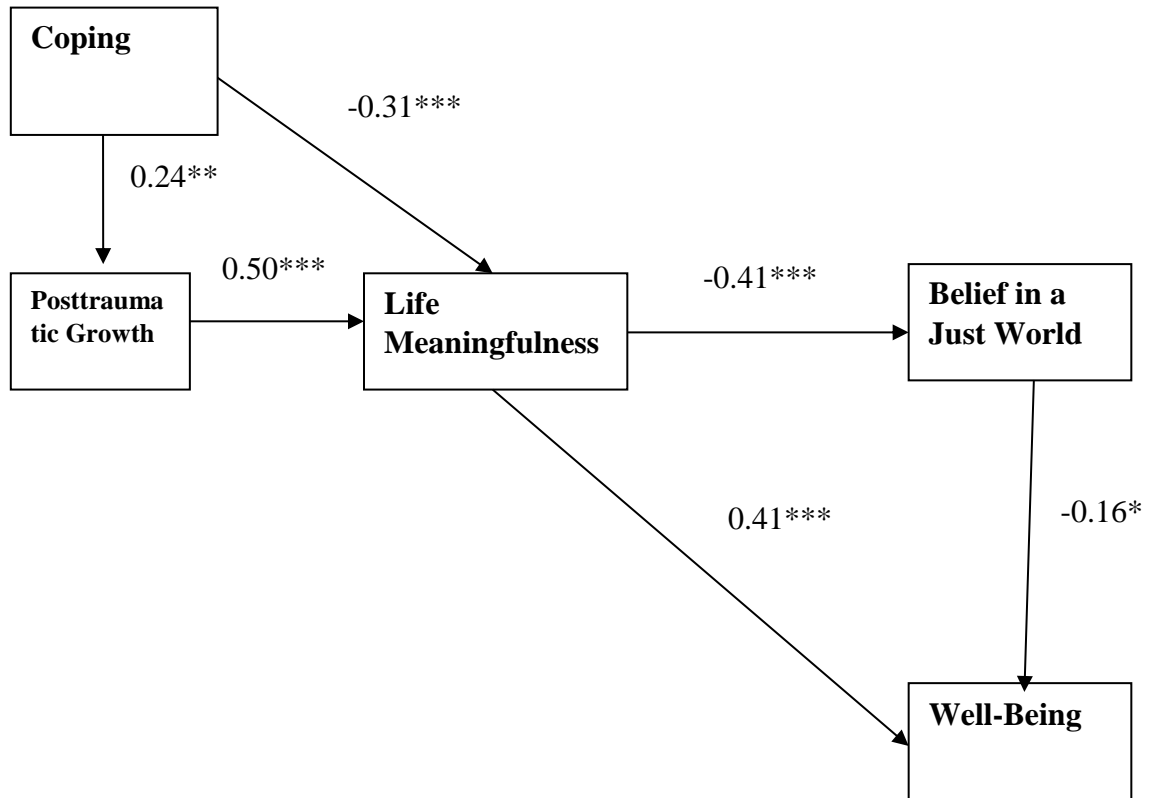 Coping
-0.31***
0.24**
0.50***
-0.41***
Posttrauma
tic Growth
Life
Meaningfulness
Belief in a
Just World
0.41***
-0.16*
Well-Being